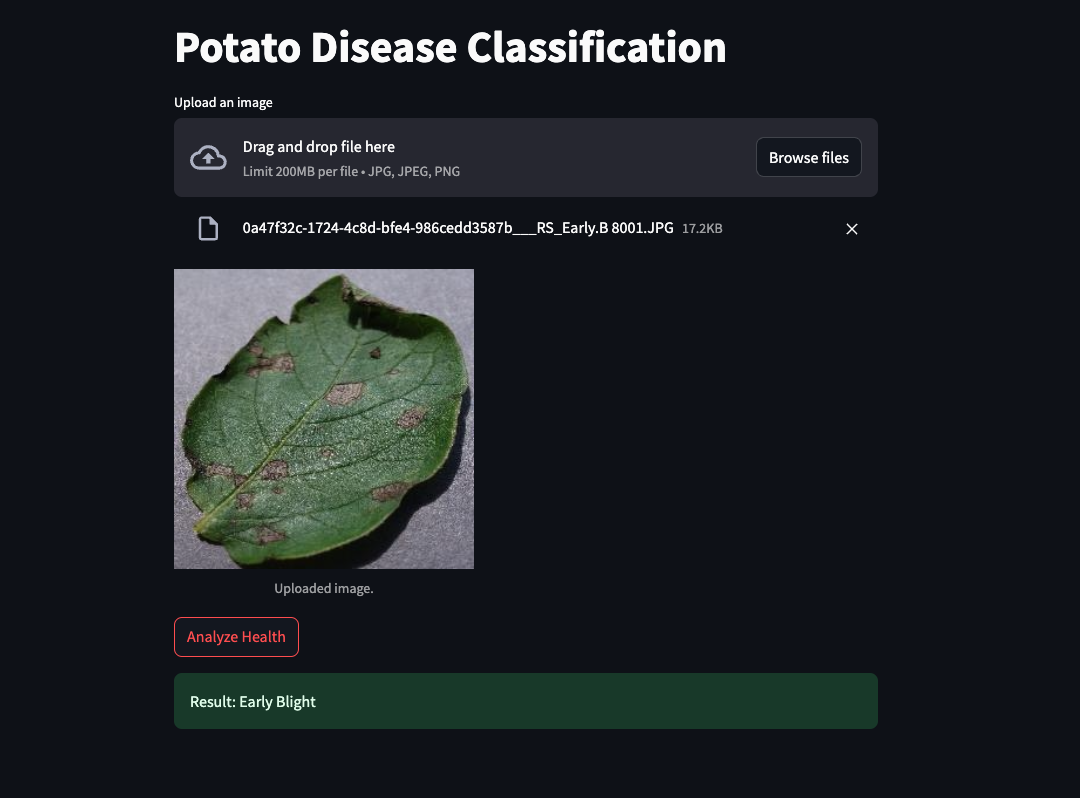 Potato Disease Classification
Upload an image
Drag and drop file here
Limit 200MB per file • JPG, JPEG, PNG
Browse files
0a47f32c-1724-4c8d-bfe4-986cedd3587b___RS_Early.B 8001.JPG 17.2KB
Uploaded image.
Analyze Health
Result: Early Blight